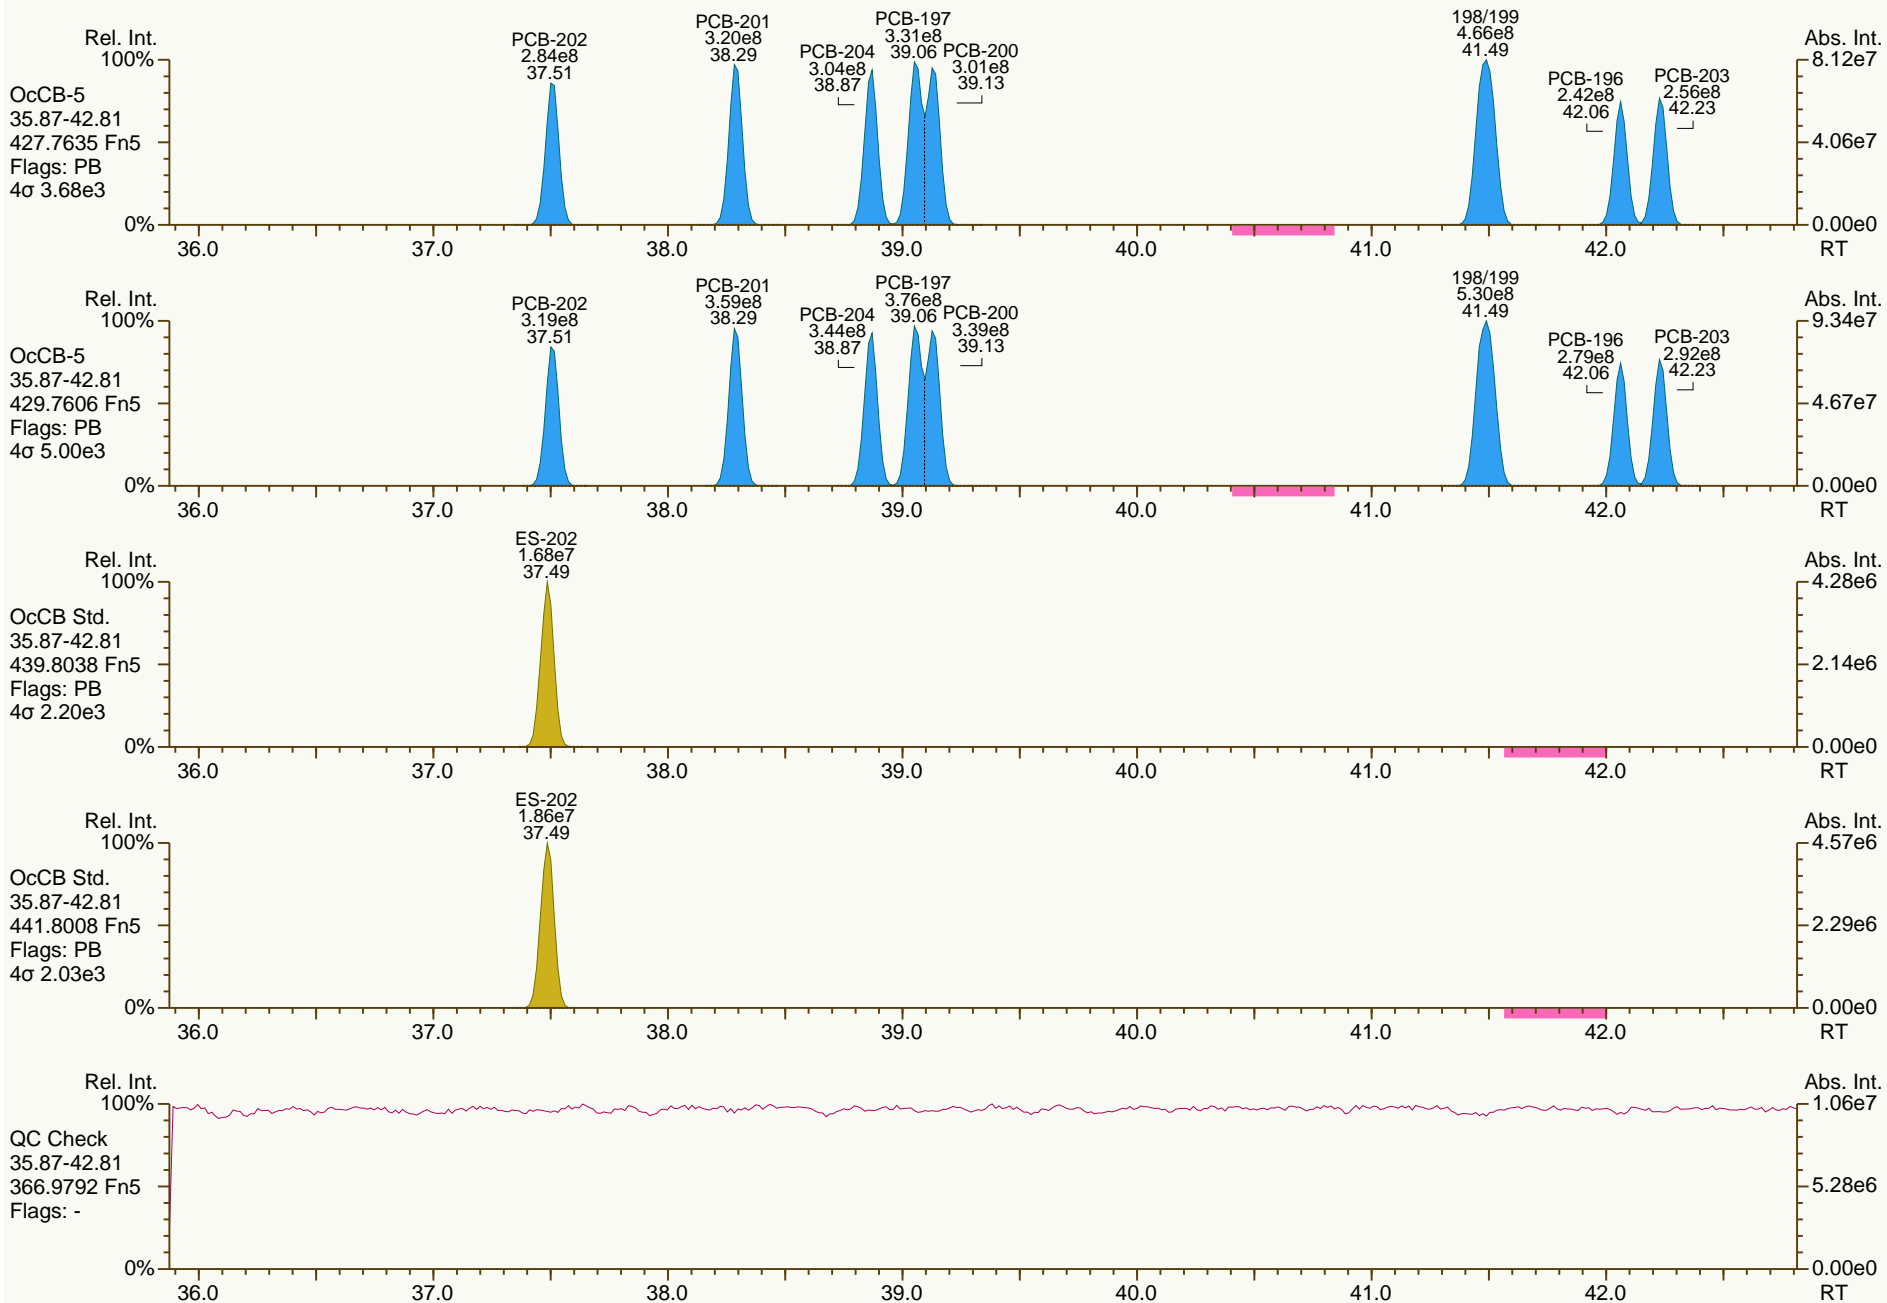 Rel. Int.
100%
0%
OcCB-5
35.87-42.81
427.7635 Fn5
Flags: PB
4σ 3.68e3
PCB-202
2.84e8
37.51
PCB-201
3.20e8
38.29
PCB-204
3.04e8
38.87
PCB-197
3.31e8
39.06
PCB-200
3.01e8
39.13
198/199
4.66e8
41.49
PCB-196
2.42e8
42.06
PCB-203
2.56e8
42.23
Abs. Int.
8.12e7
4.06e7
0.00e0
36.0 37.0 38.0 39.0 40.0 41.0 42.0 RT
Rel. Int.
100%
0%
OcCB-5
35.87-42.81
429.7606 Fn5
Flags: PB
4σ 5.00e3
PCB-202
3.19e8
37.51
PCB-201
3.59e8
38.29
PCB-204
3.44e8
38.87
PCB-197
3.76e8
39.06
PCB-200
3.39e8
39.13
198/199
5.30e8
41.49
PCB-196
2.79e8
42.06
PCB-203
2.92e8
42.23
Abs. Int.
9.34e7
4.67e7
0.00e0
36.0 37.0 38.0 39.0 40.0 41.0 42.0 RT
Rel. Int.
100%
0%
OcCB Std.
35.87-42.81
439.8038 Fn5
Flags: PB
4σ 2.20e3
ES-202
1.68e7
37.49
Abs. Int.
4.28e6
2.14e6
0.00e0
36.0 37.0 38.0 39.0 40.0 41.0 42.0 RT
Rel. Int.
100%
0%
OcCB Std.
35.87-42.81
441.8008 Fn5
Flags: PB
4σ 2.03e3
ES-202
1.86e7
37.49
Abs. Int.
4.57e6
2.29e6
0.00e0
36.0 37.0 38.0 39.0 40.0 41.0 42.0 RT
Rel. Int.
100%
0%
QC Check
35.87-42.81
366.9792 Fn5
Flags: -
Abs. Int.
1.06e7
5.28e6
0.00e0
36.0 37.0 38.0 39.0 40.0 41.0 42.0 RT